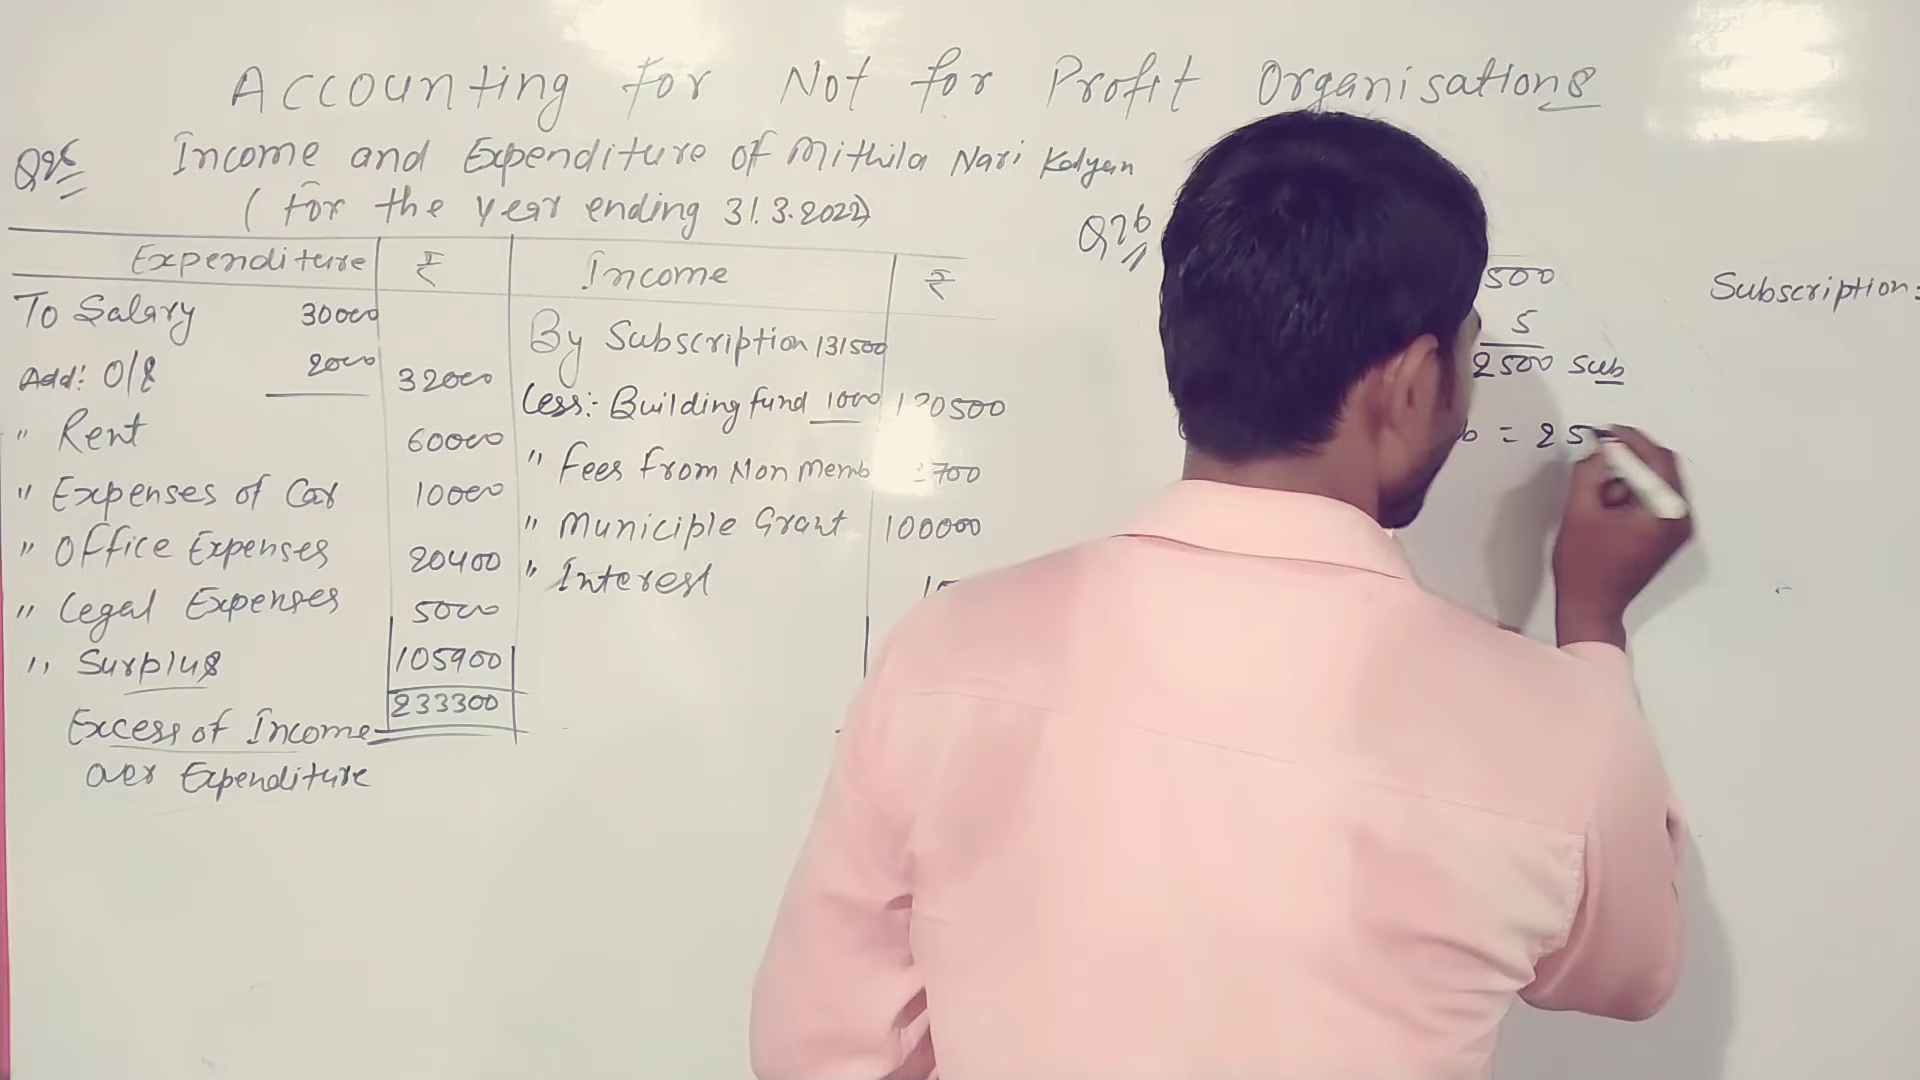 Accounting for Not for Profit Organisations
Q25 Income and Expenditure of Mithila Nari Kalyan
(for the year ending 31.3.2022)
Expenditure ₹ Income ₹
To Salary 30000
Add: O/s 2000 32000
" Rent 60000
" Expenses of Car 10000
" Office Expenses 20400
" Legal Expenses 5000
" Surplus 105900
233300
Excess of Income
over Expenditure
By Subscription 131500
Less:- Building fund 1000 130500
" Fees from Non Memb 700
" Municiple Grant 100000
" Interest
Q26
500
5
2500 Sub
= 25
Subscription: